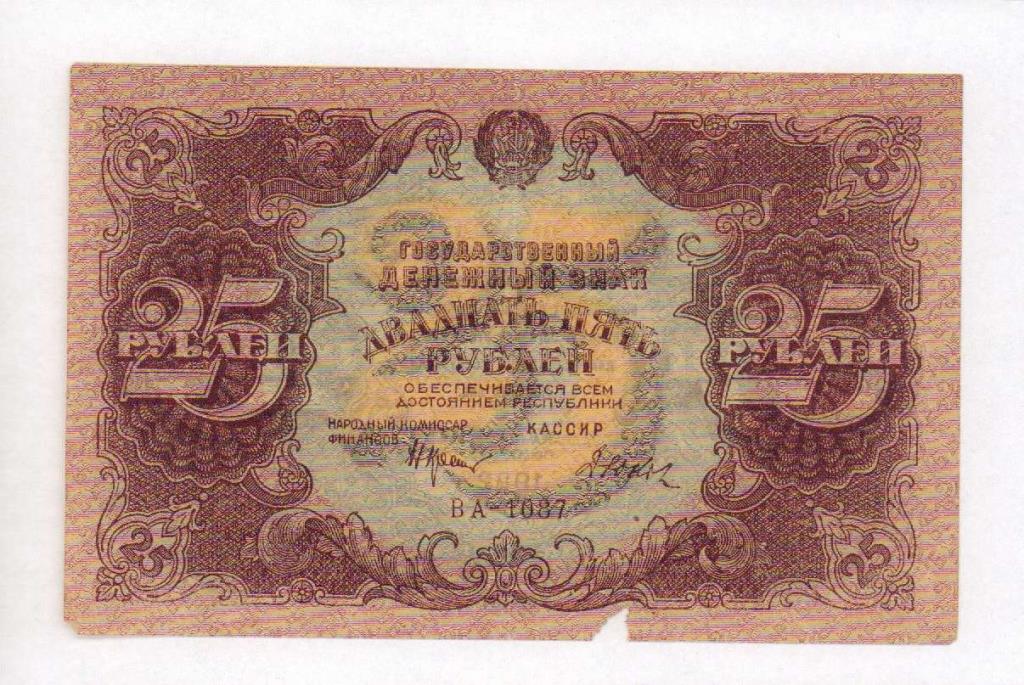 25
25
ГОСУДАРСТВЕННЫЙ
ДЕНЕЖНЫЙ ЗНАК
ДВАДЦАТЬ ПЯТЬ
РУБЛЕЙ
25
РУБЛЕЙ
25
РУБЛЕЙ
ОБЕСПЕЧИВАЕТСЯ ВСЕМ
ДОСТОЯНИЕМ РЕСПУБЛИКИ
НАРОДНЫЙ КОМИССАР
ФИНАНСОВ
КАССИР
ВА-1087
25
25